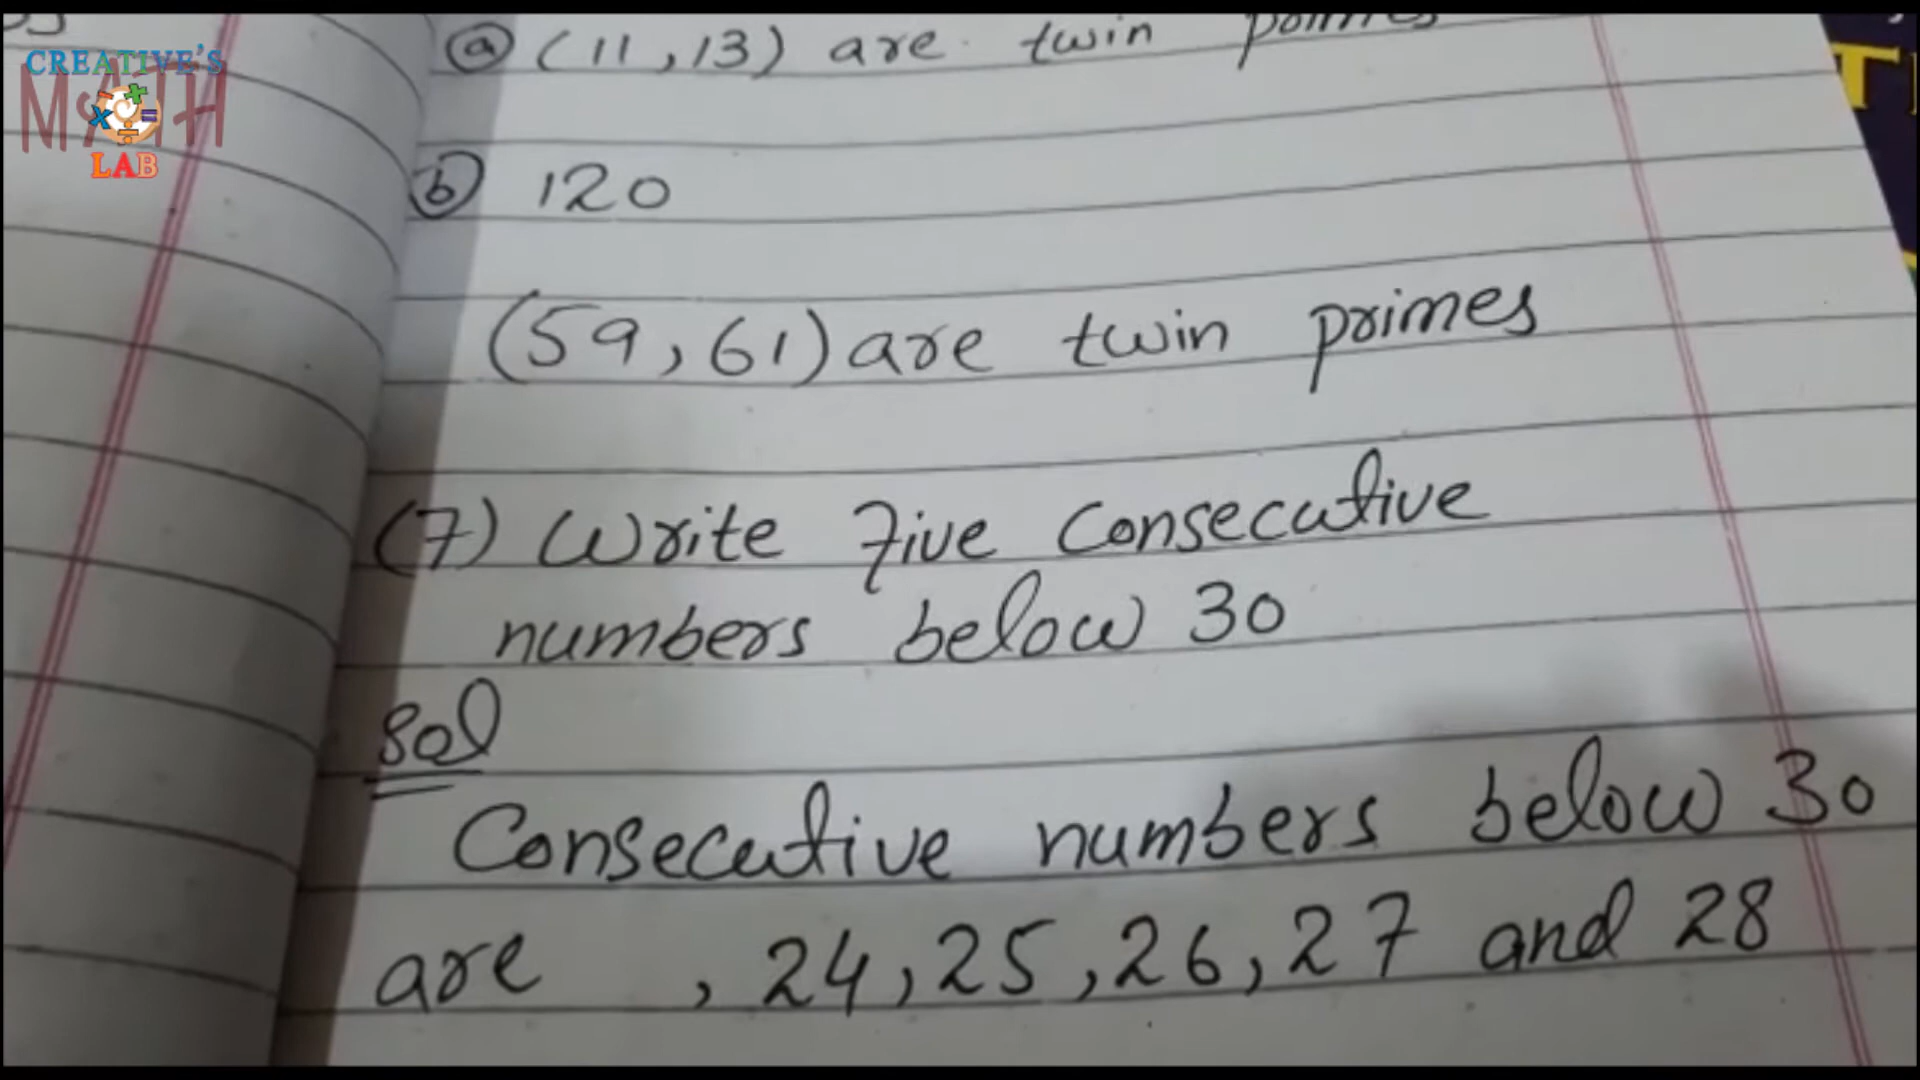 CREATIVE'S
MATH
LAB
(a) (11, 13) are twin primes
(b) 120
(59, 61) are twin primes
(7) Write five consecutive
numbers below 30
Sol
Consecutive numbers below 30
are , 24, 25, 26, 27 and 28